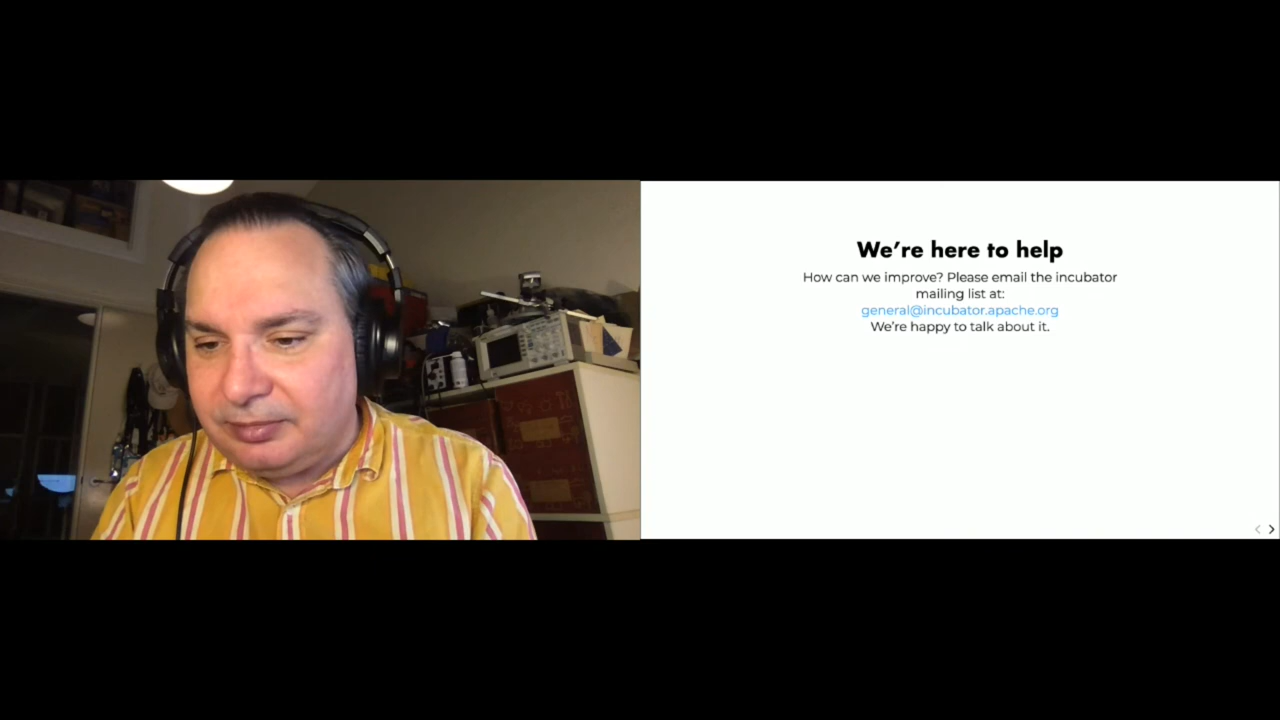 We're here to help
How can we improve? Please email the incubator
mailing list at:
general@incubator.apache.org
We're happy to talk about it.